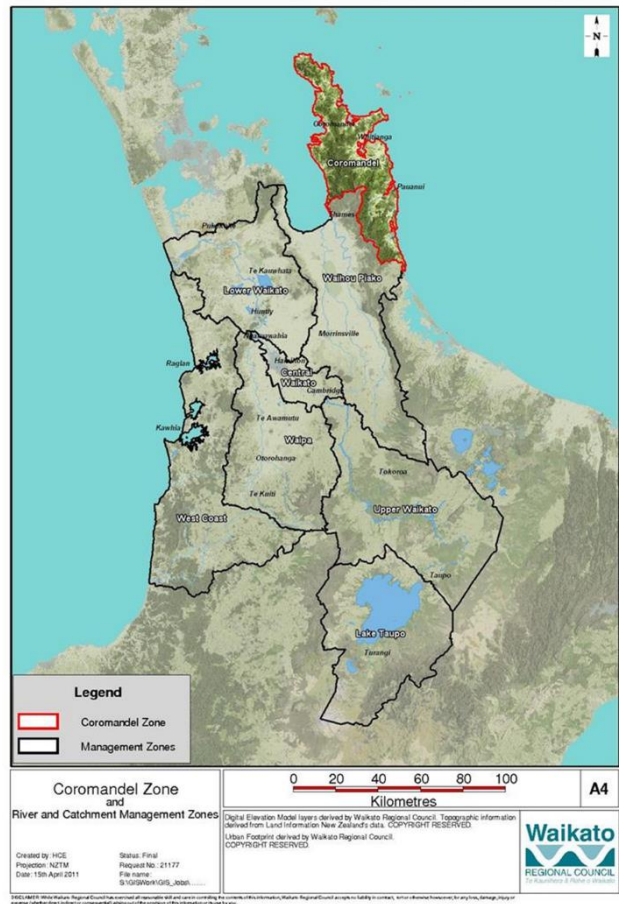 N
Coromandel
Whitianga
Coromandel
Pauanui
Thames
Pukekohe
Te Kauwhata
Waihou Piako
Lower Waikato
Huntly
Ngaruawahia
Morrinsville
Raglan
Hamilton
Central
Waikato
Cambridge
Kawhia
Te Awamutu
Waipa
Otorohanga
Tokoroa
Te Kuiti
Upper Waikato
West Coast
Taupo
Lake Taupo
Turangi
Legend
Coromandel Zone
Management Zones
Coromandel Zone
and
River and Catchment Management Zones
Created by: HCE
Status: Final
Projection: NZTM
Request No.: 21177
Date: 15th April 2011
File name:
0 20 40 60 80 100
Kilometres
A4
Digital Elevation Model layers derived by Waikato Regional Council. Topographic information
derived from Land Information New Zealand's data. COPYRIGHT RESERVED.
Urban Footprint derived by Waikato Regional Council.
COPYRIGHT RESERVED.
Waikato
REGIONAL COUNCIL